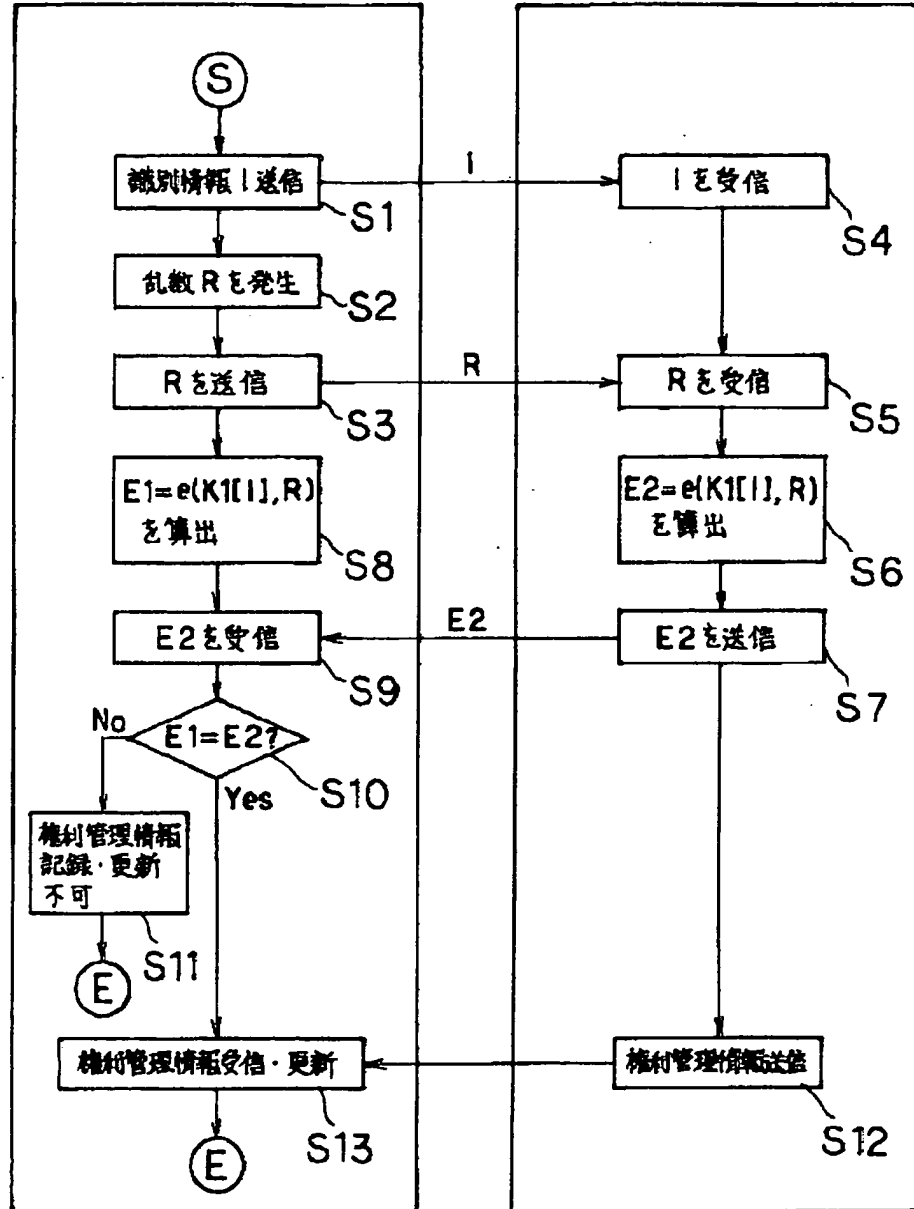 S
識別情報I送信
S1
I
Iを受信
S4
乱数Rを発生
S2
Rを送信
S3
R
Rを受信
S5
E1=e(K1[I],R)
を算出
S8
E2=e(K1[I],R)
を算出
S6
E2を受信
S9
E2
E2を送信
S7
E1=E2?
S10
No
Yes
権利管理情報
記録・更新
不可
S11
E
権利管理情報受信・更新
S13
権利管理情報送信
S12
E